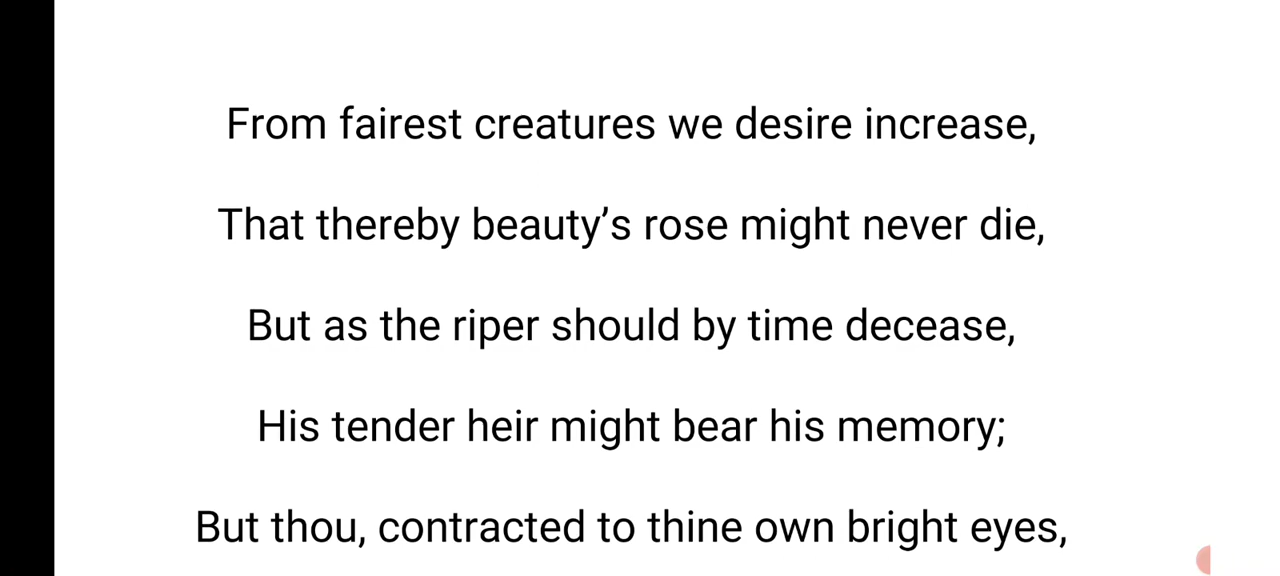 From fairest creatures we desire increase,
That thereby beauty’s rose might never die,
But as the riper should by time decease,
His tender heir might bear his memory;
But thou, contracted to thine own bright eyes,